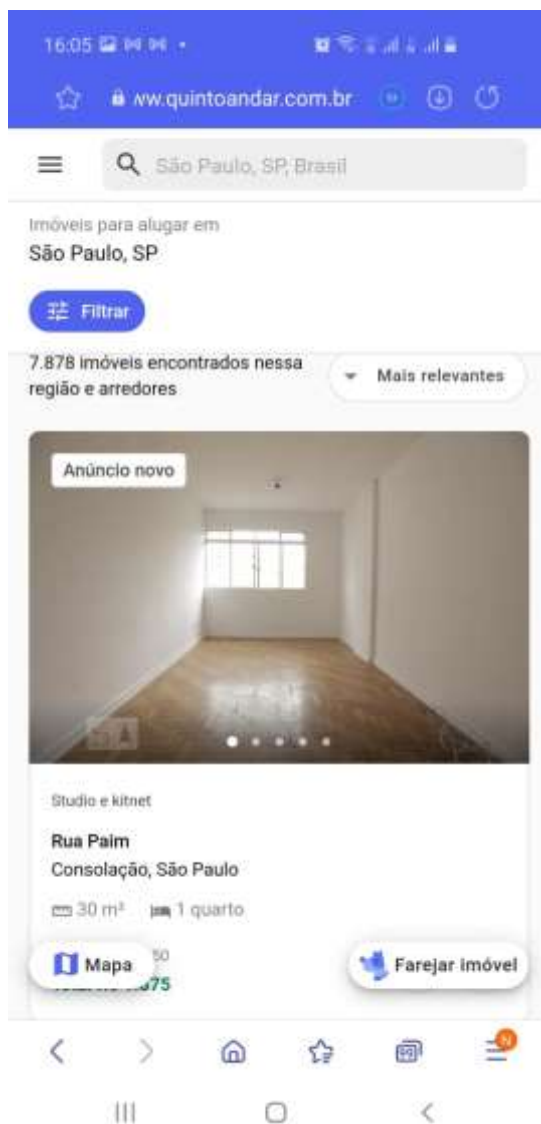 16:05
ww.quintoandar.com.br
São Paulo, SP, Brasil
Imóveis para alugar em
São Paulo, SP
Filtrar
7.878 imóveis encontrados nessa
região e arredores
Mais relevantes
Anúncio novo
Studio e kitnet
Rua Paim
Consolação, São Paulo
30 m² 1 quarto
Mapa
Farejar imóvel
N